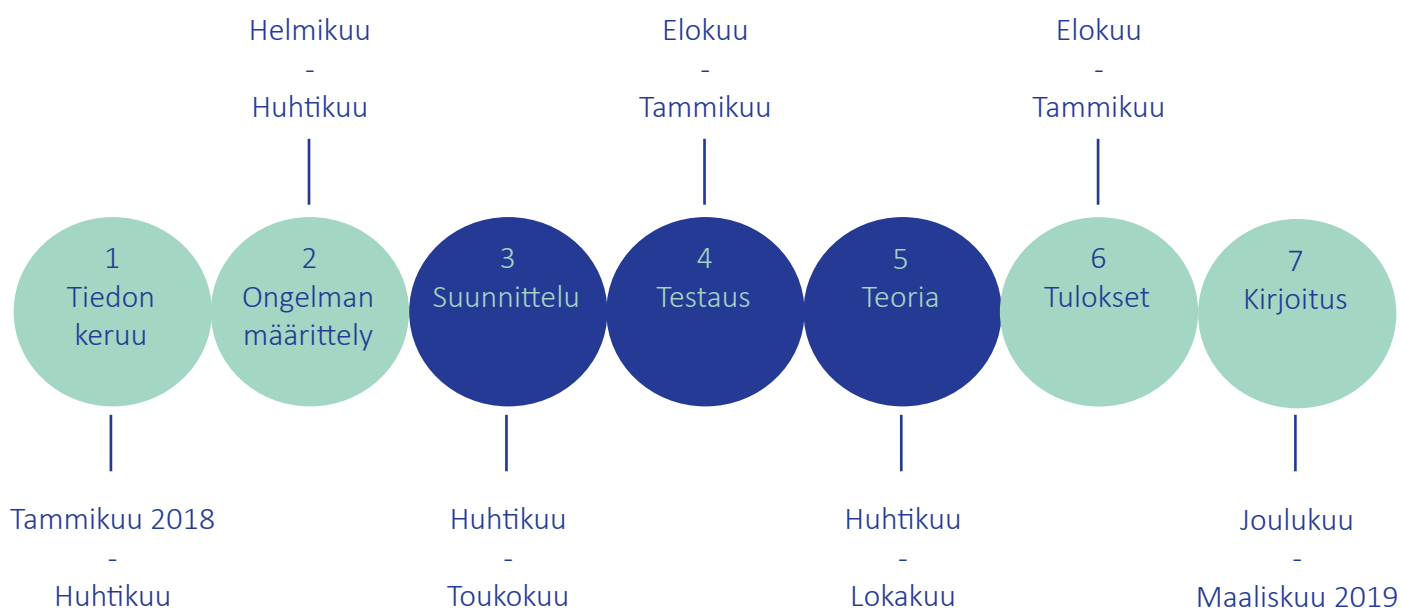 Helmikuu
-
Huhtikuu
Elokuu
-
Tammikuu
Elokuu
-
Tammikuu
1
Tiedon
keruu
2
Ongelman
määrittely
3
Suunnittelu
4
Testaus
5
Teoria
6
Tulokset
7
Kirjoitus
Tammikuu 2018
-
Huhtikuu
Huhtikuu
-
Toukokuu
Huhtikuu
-
Lokakuu
Joulukuu
-
Maaliskuu 2019